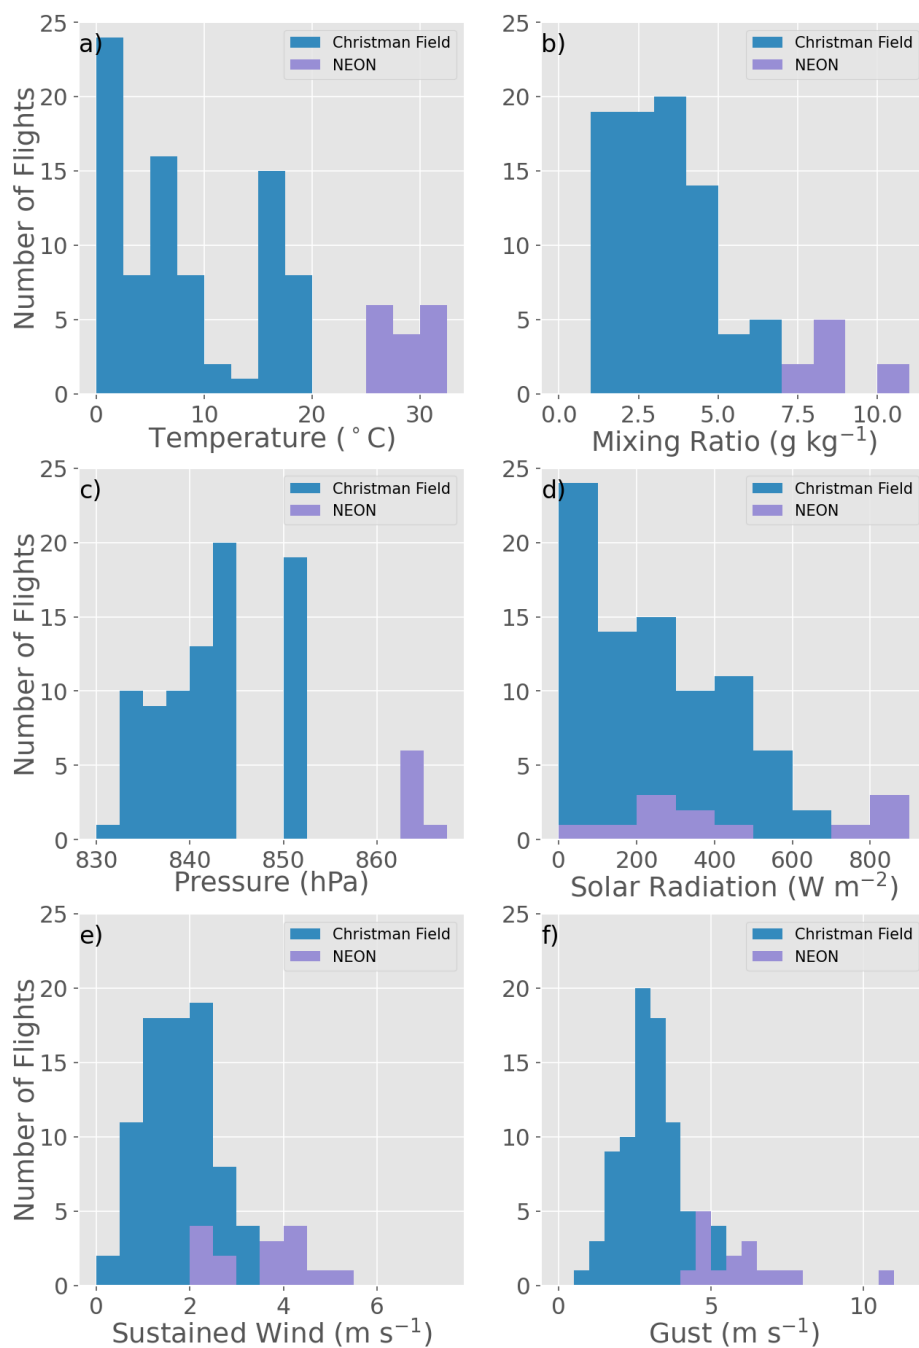 a)
Christman Field
NEON
Number of Flights
25
20
15
10
5
0
0 10 20 30
Temperature (°C)
b)
Christman Field
NEON
25
20
15
10
5
0
0.0 2.5 5.0 7.5 10.0
Mixing Ratio (g kg⁻¹)
c)
Christman Field
NEON
Number of Flights
25
20
15
10
5
0
830 840 850 860
Pressure (hPa)
d)
Christman Field
NEON
25
20
15
10
5
0
0 200 400 600 800
Solar Radiation (W m⁻²)
e)
Christman Field
NEON
Number of Flights
25
20
15
10
5
0
0 2 4 6
Sustained Wind (m s⁻¹)
f)
Christman Field
NEON
25
20
15
10
5
0
0 5 10
Gust (m s⁻¹)